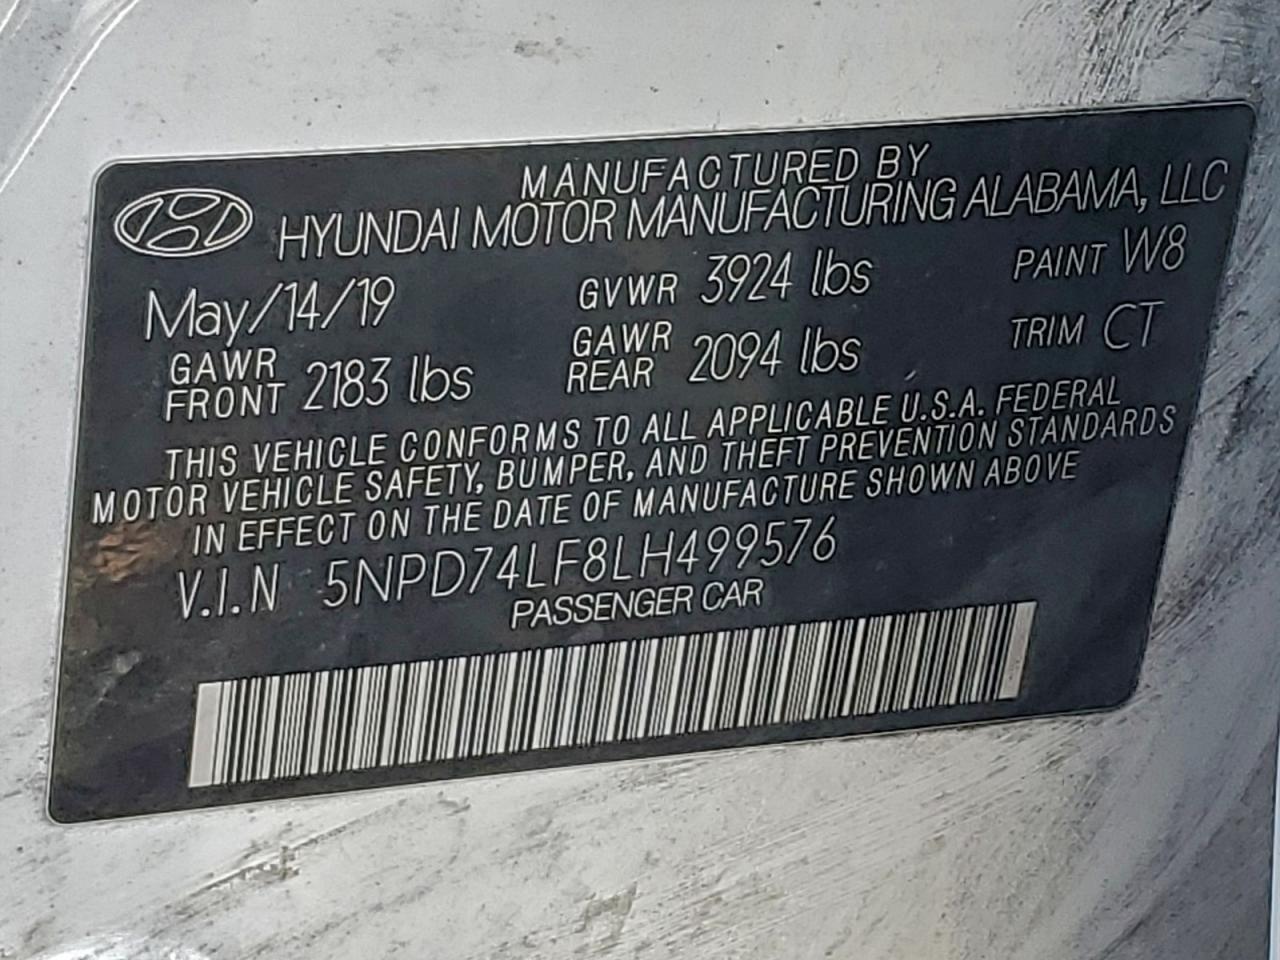 MANUFACTURED BY
HYUNDAI MOTOR MANUFACTURING ALABAMA, LLC
May/14/19 GVWR 3924 lbs PAINT W8
GAWR FRONT 2183 lbs GAWR REAR 2094 lbs TRIM CT
THIS VEHICLE CONFORMS TO ALL APPLICABLE U.S.A. FEDERAL
MOTOR VEHICLE SAFETY, BUMPER, AND THEFT PREVENTION STANDARDS
IN EFFECT ON THE DATE OF MANUFACTURE SHOWN ABOVE
V.I.N 5NPD74LF8LH499576
PASSENGER CAR